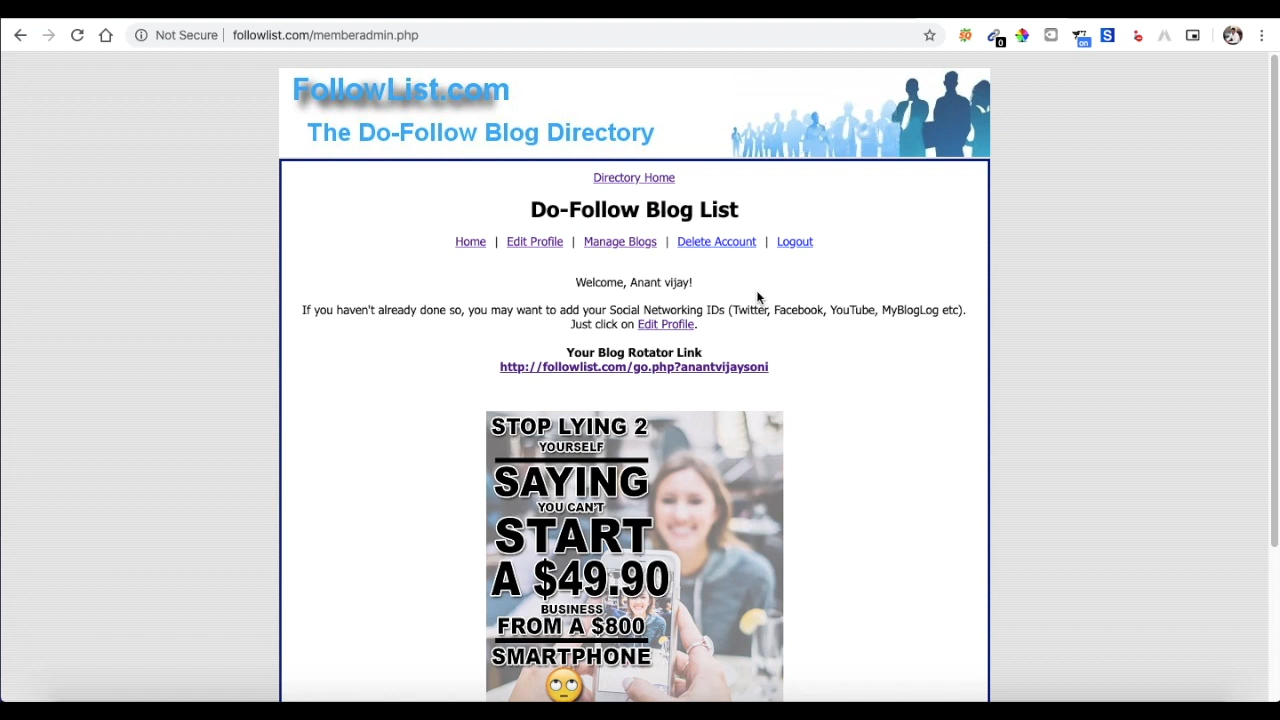 Not Secure | followlist.com/memberadmin.php
0
on
S
FollowList.com
The Do-Follow Blog Directory
Directory Home
Do-Follow Blog List
Home | Edit Profile | Manage Blogs | Delete Account | Logout
Welcome, Anant vijay!
If you haven't already done so, you may want to add your Social Networking IDs (Twitter, Facebook, YouTube, MyBlogLog etc).
Just click on Edit Profile.
Your Blog Rotator Link
http://followlist.com/go.php?anantvijaysoni
STOP LYING 2
YOURSELF
SAYING
YOU CAN'T
START
A $49.90
BUSINESS
FROM A $800
SMARTPHONE